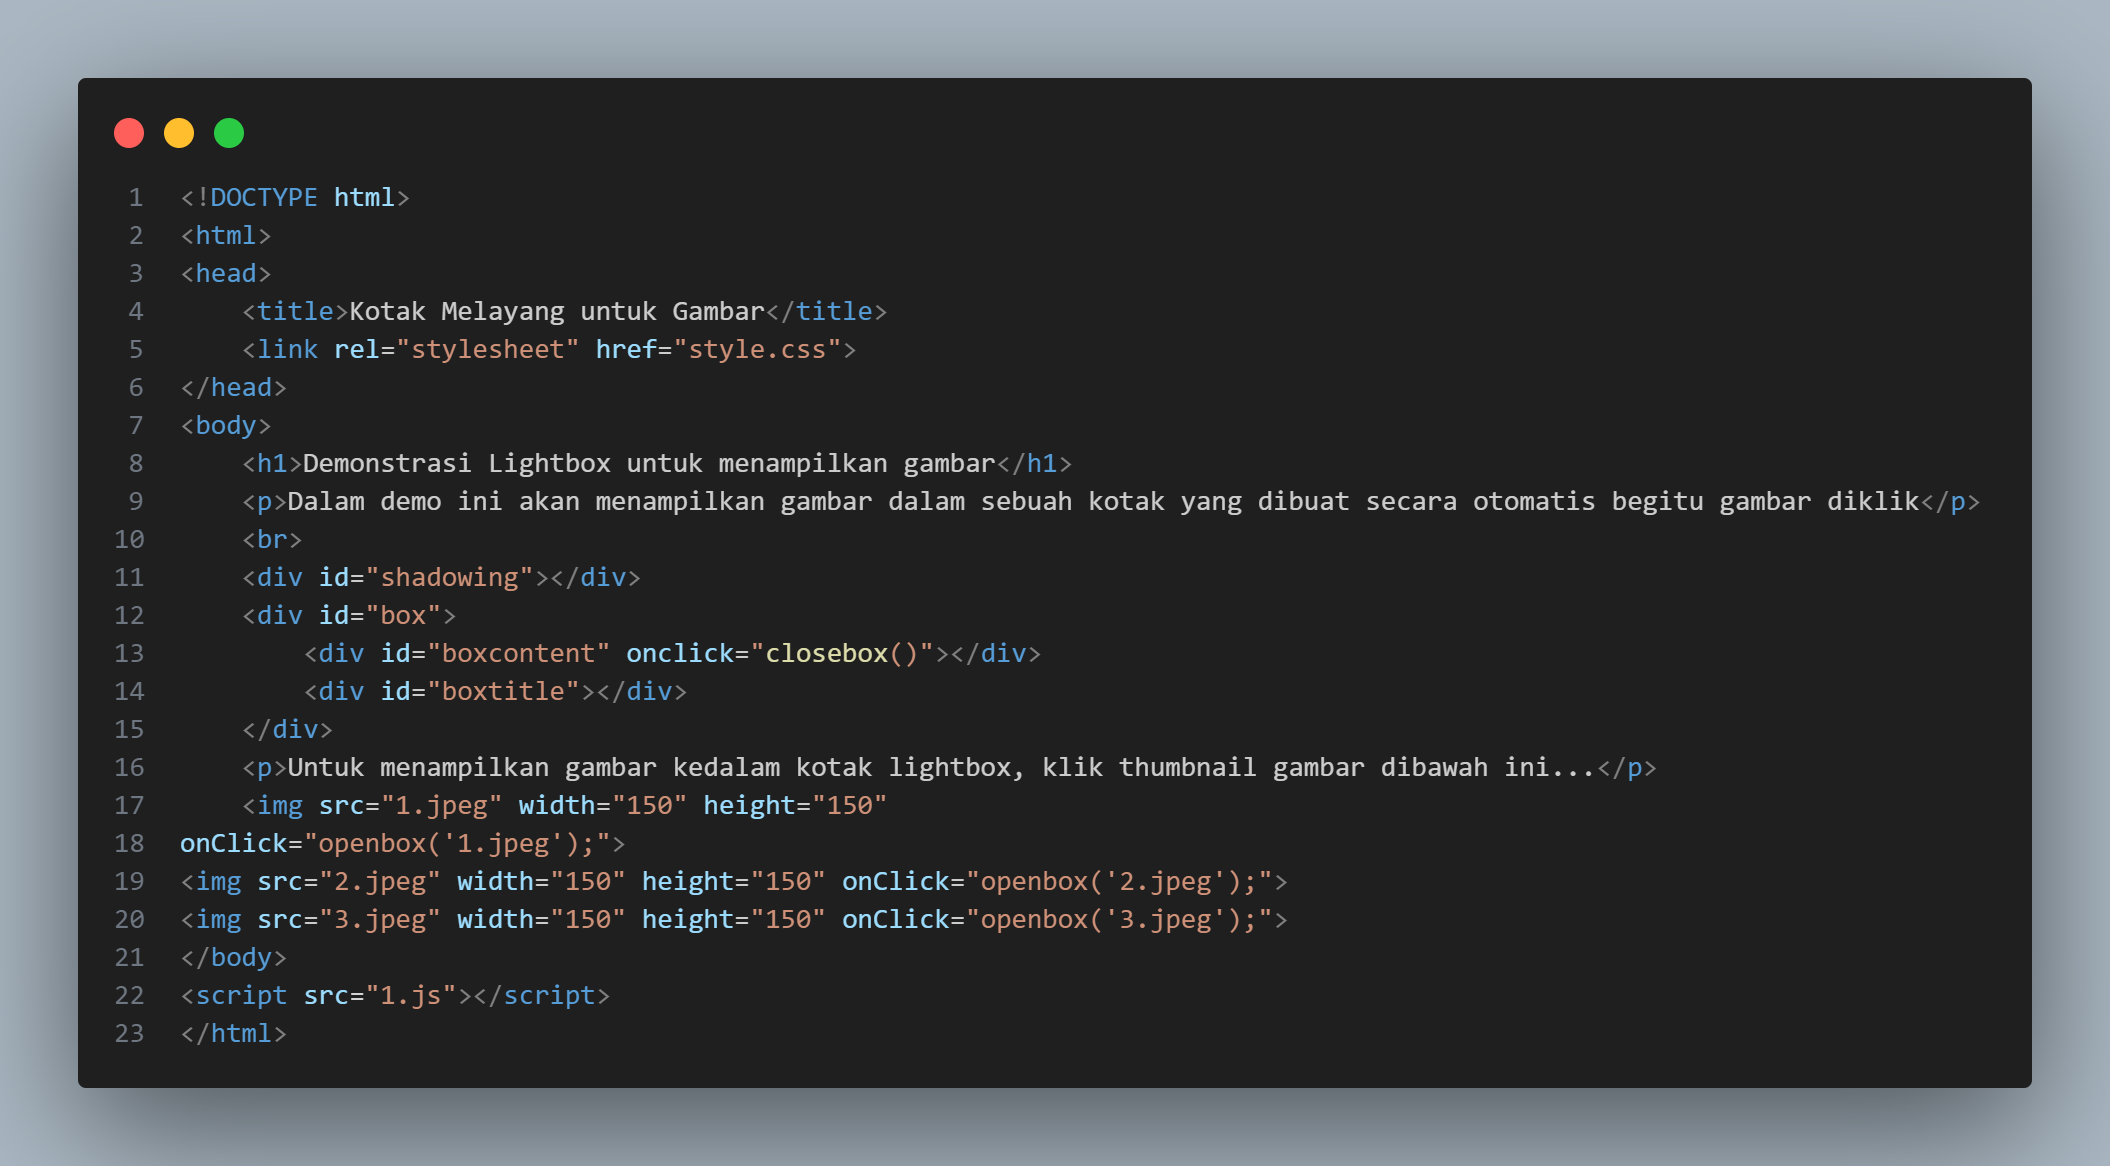 1 <!DOCTYPE html>
2 <html>
3 <head>
4     <title>Kotak Melayang untuk Gambar</title>
5     <link rel="stylesheet" href="style.css">
6 </head>
7 <body>
8     <h1>Demonstrasi Lightbox untuk menampilkan gambar</h1>
9     <p>Dalam demo ini akan menampilkan gambar dalam sebuah kotak yang dibuat secara otomatis begitu gambar diklik</p>
10     <br>
11     <div id="shadowing"></div>
12     <div id="box">
13         <div id="boxcontent" onclick="closebox()"></div>
14         <div id="boxtitle"></div>
15     </div>
16     <p>Untuk menampilkan gambar kedalam kotak lightbox, klik thumbnail gambar dibawah ini...</p>
17     <img src="1.jpeg" width="150" height="150"
18 onClick="openbox('1.jpeg');">
19 <img src="2.jpeg" width="150" height="150" onClick="openbox('2.jpeg');">
20 <img src="3.jpeg" width="150" height="150" onClick="openbox('3.jpeg');">
21 </body>
22 <script src="1.js"></script>
23 </html>